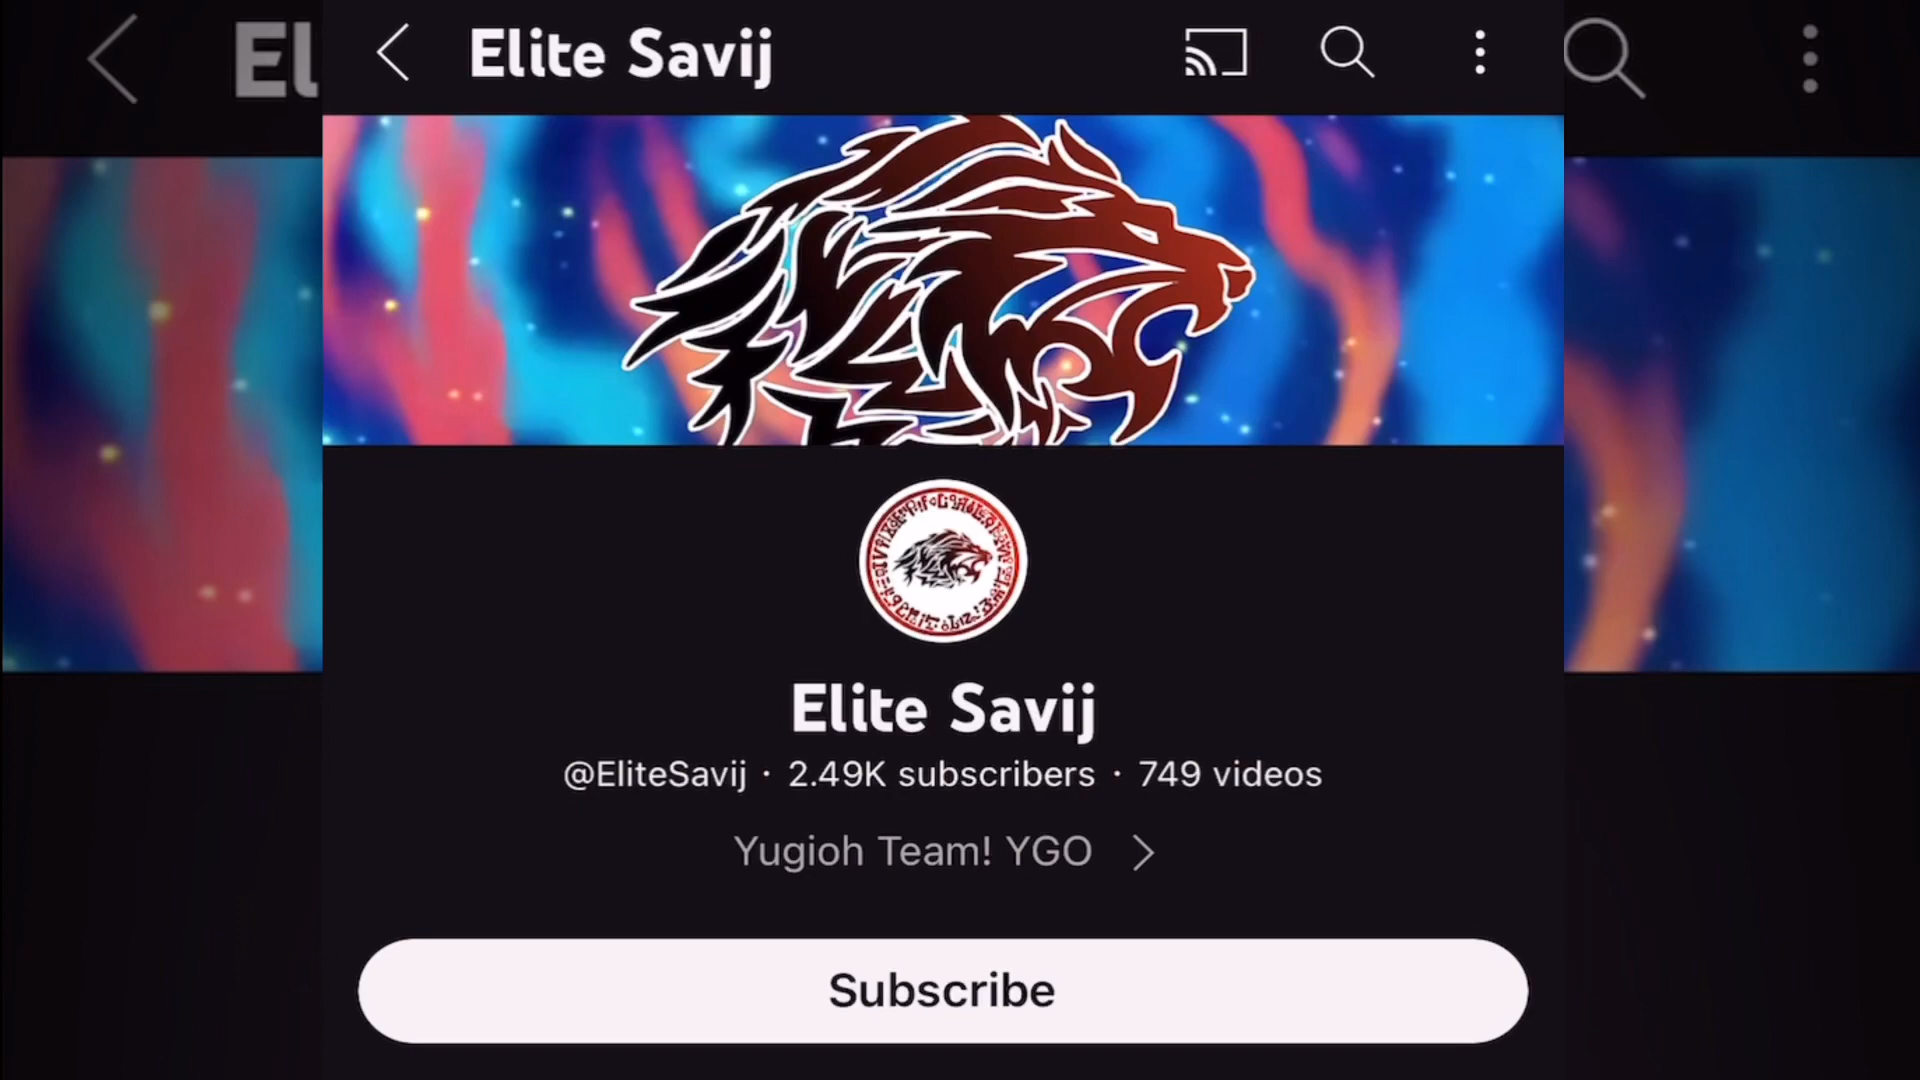 El
Elite Savij
Elite Savij
@EliteSavij · 2.49K subscribers · 749 videos
Yugioh Team! YGO
Subscribe